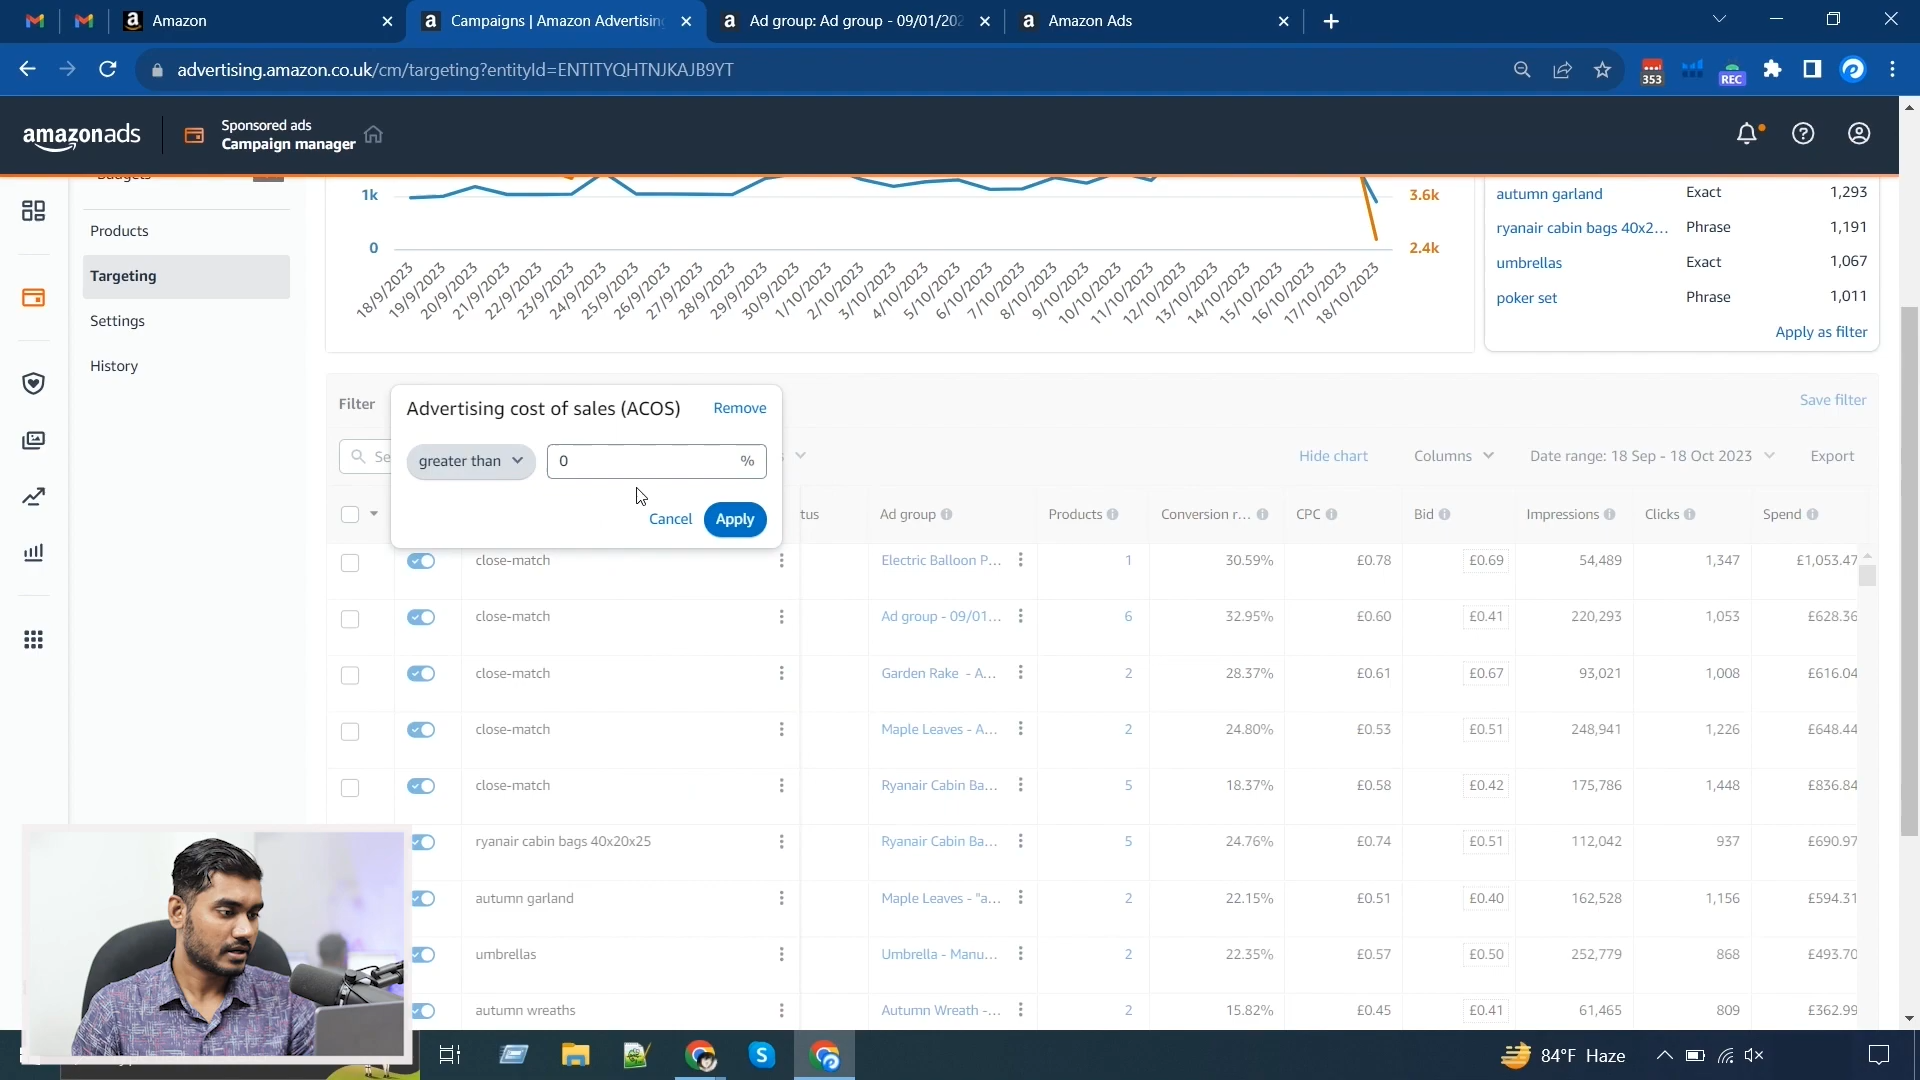 Amazon
Campaigns | Amazon Advertising
Ad group: Ad group - 09/01/202
Amazon Ads
advertising.amazon.co.uk/cm/targeting?entityId=ENTITYQHTNJKAJB9YT
353
REC
amazonads
Sponsored ads
Campaign manager
Budgets
Products
Targeting
Settings
History
1k
0
3.6k
2.4k
18/9/2023
19/9/2023
20/9/2023
21/9/2023
22/9/2023
23/9/2023
24/9/2023
25/9/2023
26/9/2023
27/9/2023
28/9/2023
29/9/2023
30/9/2023
1/10/2023
2/10/2023
3/10/2023
4/10/2023
5/10/2023
6/10/2023
7/10/2023
8/10/2023
9/10/2023
10/10/2023
11/10/2023
12/10/2023
13/10/2023
14/10/2023
15/10/2023
16/10/2023
17/10/2023
18/10/2023
autumn garland Exact 1,293
ryanair cabin bags 40x2... Phrase 1,191
umbrellas Exact 1,067
poker set Phrase 1,011
Apply as filter
Filter
Save filter
Advertising cost of sales (ACOS) Remove
greater than 0 %
Cancel Apply
Se
Hide chart Columns Date range: 18 Sep - 18 Oct 2023 Export
tus Ad group Products Conversion r... CPC Bid Impressions Clicks Spend
close-match Electric Balloon P... 1 30.59% £0.78 £0.69 54,489 1,347 £1,053.47
close-match Ad group - 09/01... 6 32.95% £0.60 £0.41 220,293 1,053 £628.36
close-match Garden Rake - A... 2 28.37% £0.61 £0.67 93,021 1,008 £616.04
close-match Maple Leaves - A... 2 24.80% £0.53 £0.51 248,941 1,226 £648.44
close-match Ryanair Cabin Ba... 5 18.37% £0.58 £0.42 175,786 1,448 £836.84
ryanair cabin bags 40x20x25 Ryanair Cabin Ba... 5 24.76% £0.74 £0.51 112,042 937 £690.97
autumn garland Maple Leaves - "a... 2 22.15% £0.51 £0.40 162,528 1,156 £594.31
umbrellas Umbrella - Manu... 2 22.35% £0.57 £0.50 252,779 868 £493.70
autumn wreaths Autumn Wreath -... 2 15.82% £0.45 £0.41 61,465 809 £362.99
84°F Haze